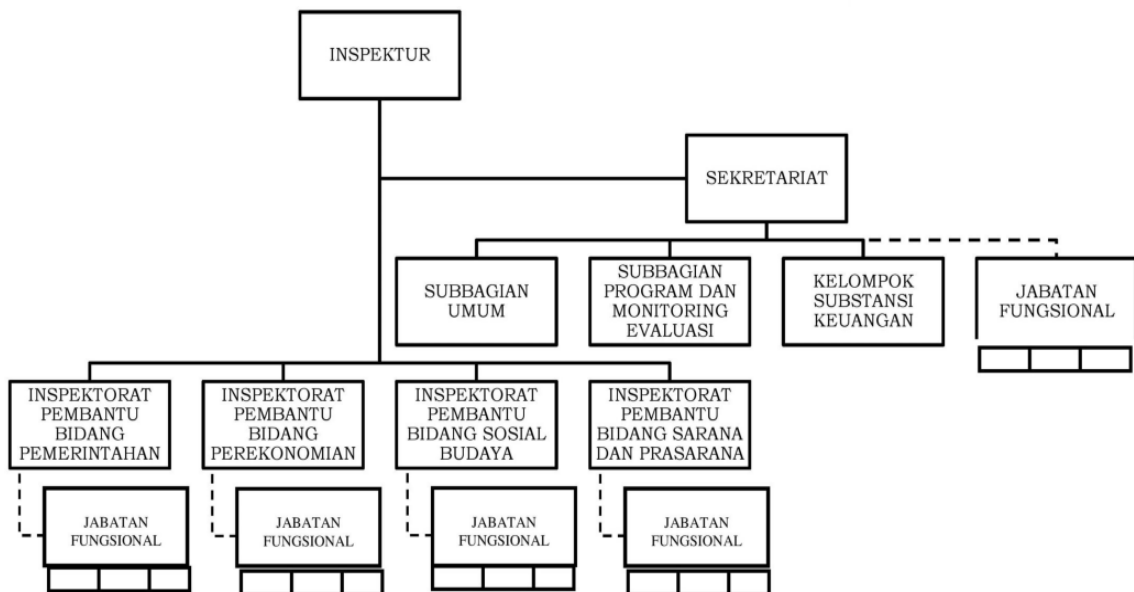 INSPEKTUR
SEKRETARIAT
SUBBAGIAN
UMUM
SUBBAGIAN
PROGRAM DAN
MONITORING
EVALUASI
KELOMPOK
SUBSTANSI
KEUANGAN
JABATAN
FUNGSIONAL
INSPEKTORAT
PEMBANTU
BIDANG
PEMERINTAHAN
INSPEKTORAT
PEMBANTU
BIDANG
PEREKONOMIAN
INSPEKTORAT
PEMBANTU
BIDANG SOSIAL
BUDAYA
INSPEKTORAT
PEMBANTU
BIDANG SARANA
DAN PRASARANA
JABATAN
FUNGSIONAL
JABATAN
FUNGSIONAL
JABATAN
FUNGSIONAL
JABATAN
FUNGSIONAL